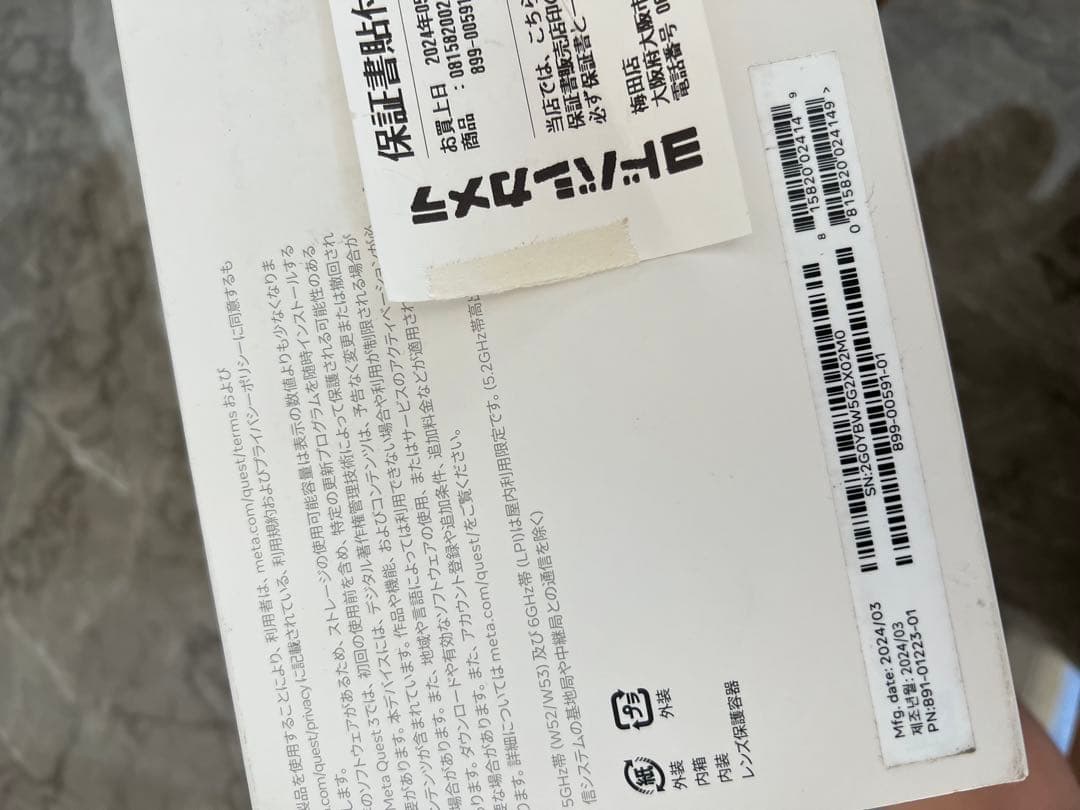 保証書貼付
お買上日 2024年05
商品 :081582002
899-00591
当店では、こちら
保証書販売店印の
必ず保証書と一
梅田店
大阪府大阪市
電話番号 0
ヨドバシカメラ
製品を使用することにより、利用者は、meta.com/quest/terms および
.com/quest/privacy に記載されている、利用規約およびプライバシーポリシーに同意するも
します。
のソフトウェアがあるため、ストレージの使用可能容量は表示の数値よりも少なくなりま
Meta Quest 3では、初回の使用前を含め、特定の更新プログラムを随時インストールする
要があります。本デバイスには、デジタル著作権管理技術によって保護される可能性のある
ンテンツが含まれています。作品や機能、およびコンテンツは、予告なく変更または撤回され
場合があります。また、地域や言語によっては利用できない場合や利用が制限される場合が
ります。ダウンロードや有効なソフトウェアの使用、またはサービスのアクティベーションが必
要な場合があります。また、アカウント登録や追加条件、追加料金などが適用され
ります。詳細については meta.com/quest/をご覧ください。
5GHz帯 (W52/W53) 及び 6GHz帯 (LPI)は屋内利用限定です。(5.2GHz帯高出
信システムの基地局や中継局との通信を除く)
紙
外装
内箱
内装
レンズ保護容器
プラ
外装
8 15820 02414 9
0 815820 024149 >
SN:2G0YBW5G2X02M0
899-00591-01
Mfg. date: 2024/03
제조년월: 2024/03
PN:891-01223-01